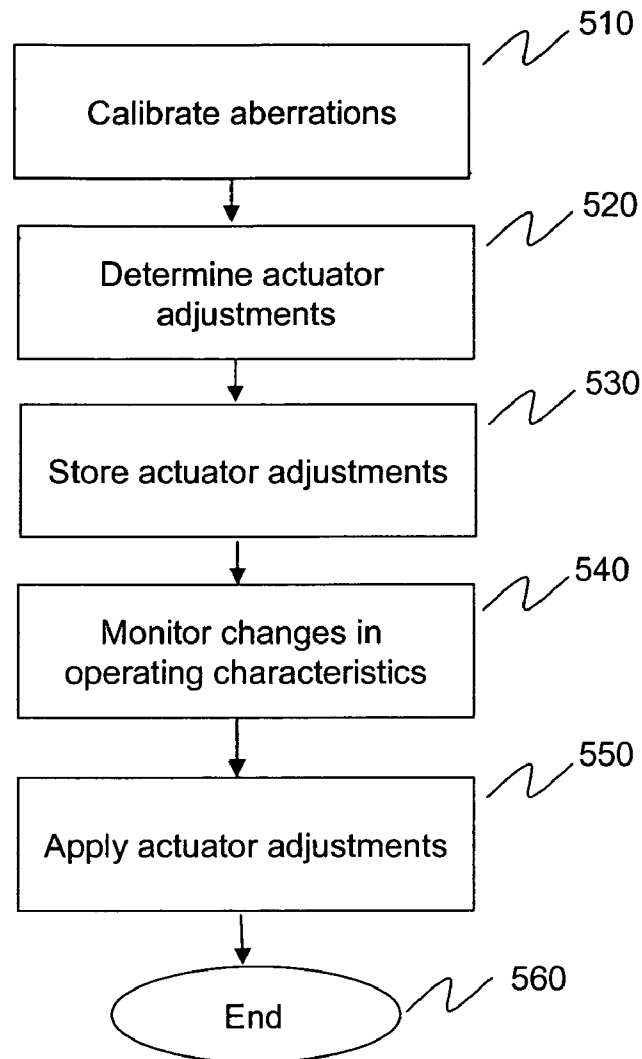 510
Calibrate aberrations
520
Determine actuator
adjustments
530
Store actuator adjustments
540
Monitor changes in
operating characteristics
550
Apply actuator adjustments
560
End